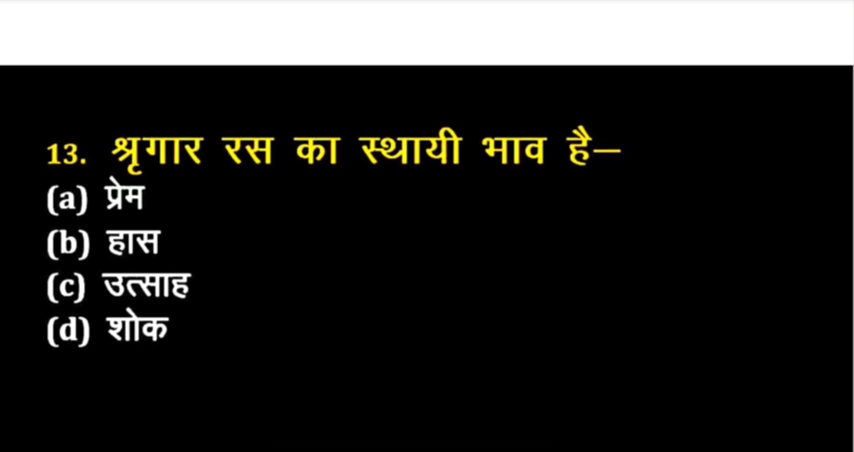 13. श्रृगार रस का स्थायी भाव है–
(a) प्रेम
(b) हास
(c) उत्साह
(d) शोक